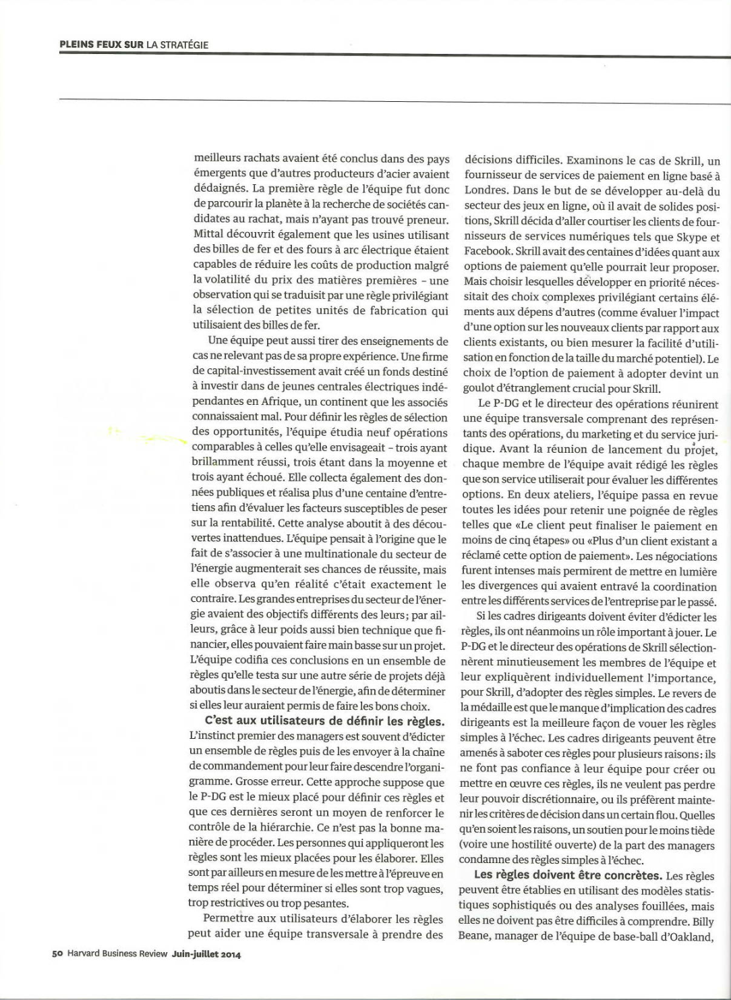 PLEINS FEUX SUR LA STRATÉGIE
meilleurs rachats avaient été conclus dans des pays
émergents que d'autres producteurs d'acier avaient
dédaignés. La première règle de l'équipe fut donc
de parcourir la planète à la recherche de sociétés can-
didates au rachat, mais n'ayant pas trouvé preneur.
Mittal découvrit également que les usines utilisant
des billes de fer et des fours à arc électrique étaient
capables de réduire les coûts de production malgré
la volatilité du prix des matières premières – une
observation qui se traduisit par une règle privilégiant
la sélection de petites unités de fabrication qui
utilisaient des billes de fer.
Une équipe peut aussi tirer des enseignements de
cas ne relevant pas de sa propre expérience. Une firme
de capital-investissement avait créé un fonds destiné
à investir dans de jeunes centrales électriques indé-
pendantes en Afrique, un continent que les associés
connaissaient mal. Pour définir les règles de sélection
des opportunités, l'équipe étudia neuf opérations
comparables à celles qu'elle envisageait – trois ayant
brillamment réussi, trois étant dans la moyenne et
trois ayant échoué. Elle collecta également des don-
nées publiques et réalisa plus d'une centaine d'entre-
tiens afin d'évaluer les facteurs susceptibles de peser
sur la rentabilité. Cette analyse aboutit à des décou-
vertes inattendues. L'équipe pensait à l'origine que le
fait de s'associer à une multinationale du secteur de
l'énergie augmenterait ses chances de réussite, mais
elle observa qu'en réalité c'était exactement le
contraire. Les grandes entreprises du secteur de l'éner-
gie avaient des objectifs différents des leurs; par ail-
leurs, grâce à leur poids aussi bien technique que fi-
nancier, elles pouvaient faire main basse sur un projet.
L'équipe codifia ces conclusions en un ensemble de
règles qu'elle testa sur une autre série de projets déjà
aboutis dans le secteur de l'énergie, afin de déterminer
si elles leur auraient permis de faire les bons choix.
C'est aux utilisateurs de définir les règles.
L'instinct premier des managers est souvent d'édicter
un ensemble de règles puis de les envoyer à la chaîne
de commandement pour leur faire descendre l'organi-
gramme. Grosse erreur. Cette approche suppose que
le P-DG est le mieux placé pour définir ces règles et
que ces dernières seront un moyen de renforcer le
contrôle de la hiérarchie. Ce n'est pas la bonne ma-
nière de procéder. Les personnes qui appliqueront les
règles sont les mieux placées pour les élaborer. Elles
sont par ailleurs en mesure de les mettre à l'épreuve en
temps réel pour déterminer si elles sont trop vagues,
trop restrictives ou trop pesantes.
Permettre aux utilisateurs d'élaborer les règles
peut aider une équipe transversale à prendre des
décisions difficiles. Examinons le cas de Skrill, un
fournisseur de services de paiement en ligne basé à
Londres. Dans le but de se développer au-delà du
secteur des jeux en ligne, où il avait de solides posi-
tions, Skrill décida d'aller courtiser les clients de four-
nisseurs de services numériques tels que Skype et
Facebook. Skrill avait des centaines d'idées quant aux
options de paiement qu'elle pourrait leur proposer.
Mais choisir lesquelles développer en priorité néces-
sitait des choix complexes privilégiant certains élé-
ments aux dépens d'autres (comme évaluer l'impact
d'une option sur les nouveaux clients par rapport aux
clients existants, ou bien mesurer la facilité d'utili-
sation en fonction de la taille du marché potentiel). Le
choix de l'option de paiement à adopter devint un
goulot d'étranglement crucial pour Skrill.
Le P-DG et le directeur des opérations réunirent
une équipe transversale comprenant des représen-
tants des opérations, du marketing et du service juri-
dique. Avant la réunion de lancement du projet,
chaque membre de l'équipe avait rédigé les règles
que son service utiliserait pour évaluer les différentes
options. En deux ateliers, l'équipe passa en revue
toutes les idées pour retenir une poignée de règles
telles que «Le client peut finaliser le paiement en
moins de cinq étapes» ou «Plus d'un client existant a
réclamé cette option de paiement». Les négociations
furent intenses mais permirent de mettre en lumière
les divergences qui avaient entravé la coordination
entre les différents services de l'entreprise par le passé.
Si les cadres dirigeants doivent éviter d'édicter les
règles, ils ont néanmoins un rôle important à jouer. Le
P-DG et le directeur des opérations de Skrill sélection-
nèrent minutieusement les membres de l'équipe et
leur expliquèrent individuellement l'importance,
pour Skrill, d'adopter des règles simples. Le revers de
la médaille est que le manque d'implication des cadres
dirigeants est la meilleure façon de vouer les règles
simples à l'échec. Les cadres dirigeants peuvent être
amenés à saboter ces règles pour plusieurs raisons: ils
ne font pas confiance à leur équipe pour créer ou
mettre en œuvre ces règles, ils ne veulent pas perdre
leur pouvoir discrétionnaire, ou ils préfèrent mainte-
nir les critères de décision dans un certain flou. Quelles
qu'en soient les raisons, un soutien pour le moins tiède
(voire une hostilité ouverte) de la part des managers
condamne des règles simples à l'échec.
Les règles doivent être concrètes. Les règles
peuvent être établies en utilisant des modèles statis-
tiques sophistiqués ou des analyses fouillées, mais
elles ne doivent pas être difficiles à comprendre. Billy
Beane, manager de l'équipe de base-ball d'Oakland,
50 Harvard Business Review Juin-juillet 2014